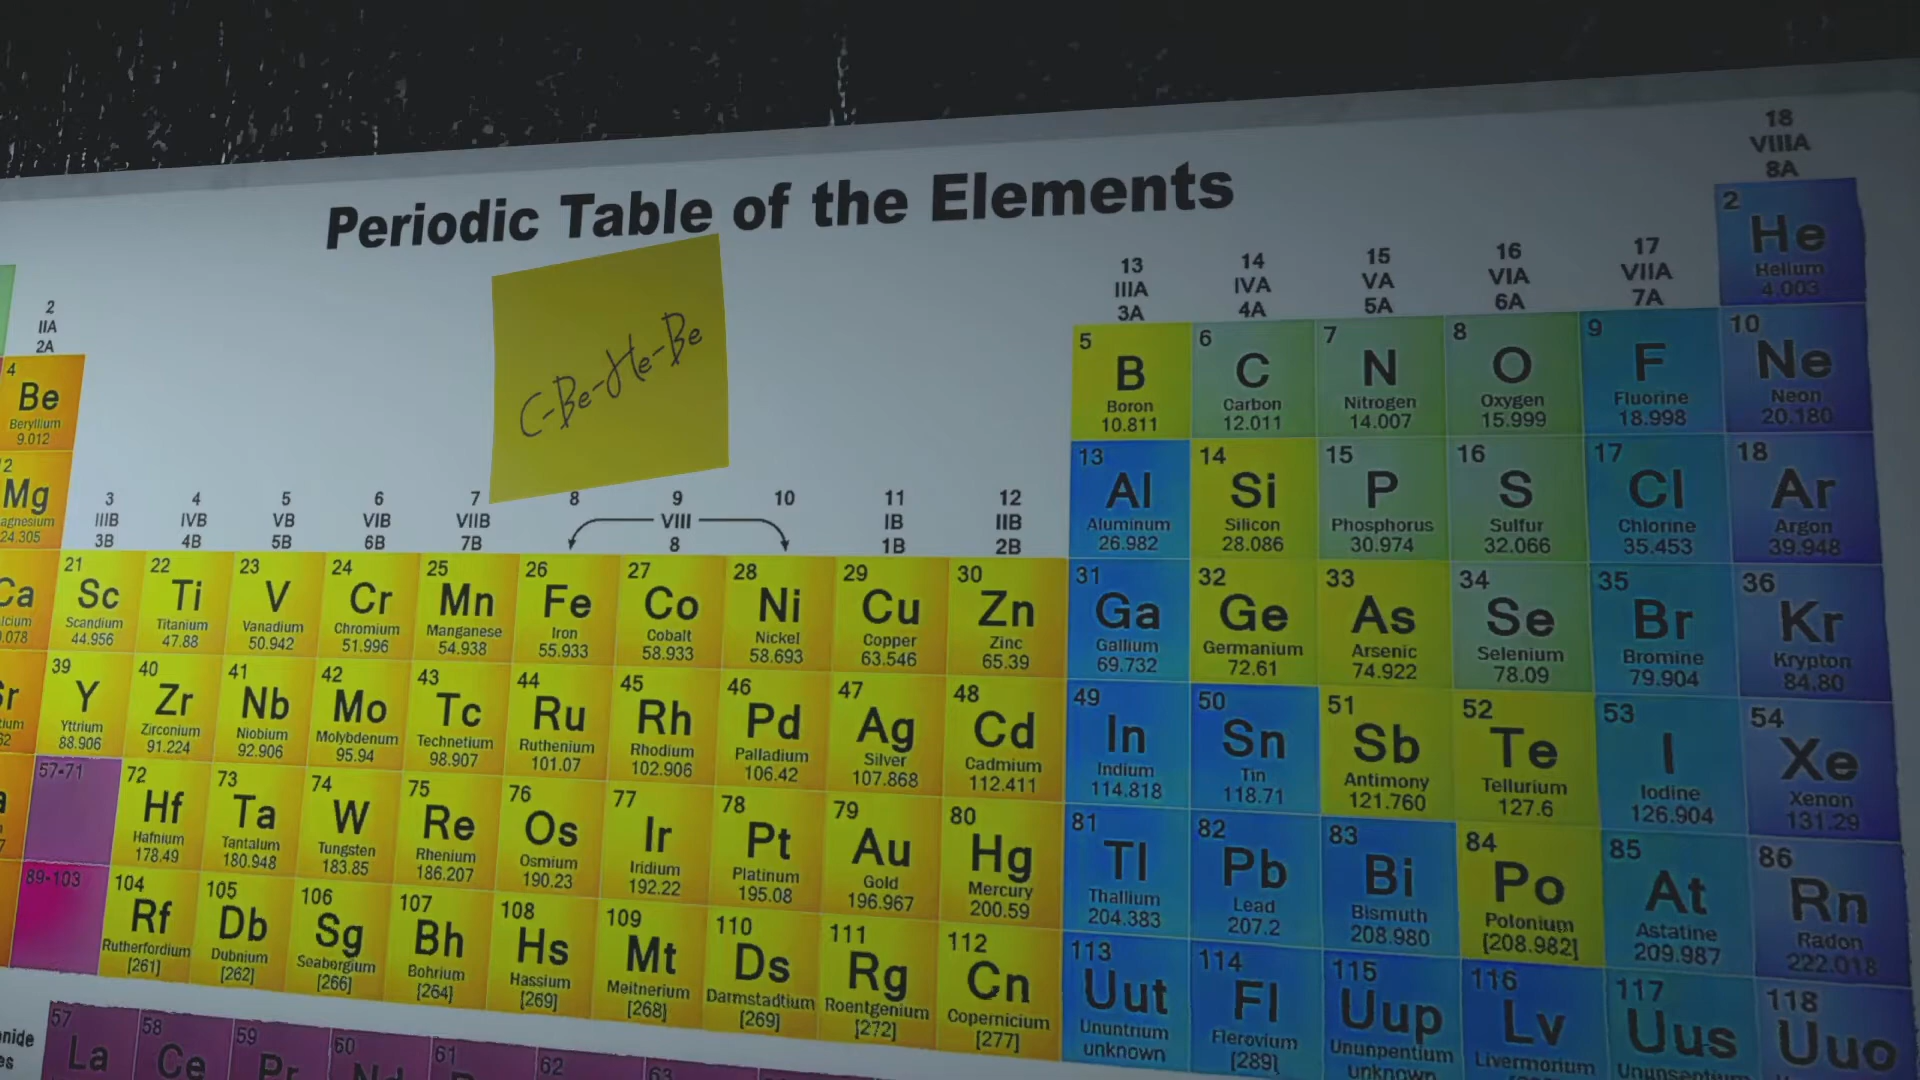 Periodic Table of the Elements
C-Be-He-Be
18
VIIIA
8A
2
He
Helium
4.003
2
IIA
2A
13
IIIA
3A
14
IVA
4A
15
VA
5A
16
VIA
6A
17
VIIA
7A
4
Be
Beryllium
9.012
5
B
Boron
10.811
6
C
Carbon
12.011
7
N
Nitrogen
14.007
8
O
Oxygen
15.999
9
F
Fluorine
18.998
10
Ne
Neon
20.180
2
Mg
agnesium
24.305
3
IIIB
3B
4
IVB
4B
5
VB
5B
6
VIB
6B
7
VIIB
7B
8
9
10
VIII
8
11
IB
1B
12
IIB
2B
13
Al
Aluminum
26.982
14
Si
Silicon
28.086
15
P
Phosphorus
30.974
16
S
Sulfur
32.066
17
Cl
Chlorine
35.453
18
Ar
Argon
39.948
Ca
lcium
.078
21
Sc
Scandium
44.956
22
Ti
Titanium
47.88
23
V
Vanadium
50.942
24
Cr
Chromium
51.996
25
Mn
Manganese
54.938
26
Fe
Iron
55.933
27
Co
Cobalt
58.933
28
Ni
Nickel
58.693
29
Cu
Copper
63.546
30
Zn
Zinc
65.39
31
Ga
Gallium
69.732
32
Ge
Germanium
72.61
33
As
Arsenic
74.922
34
Se
Selenium
78.09
35
Br
Bromine
79.904
36
Kr
Krypton
84.80
39
Y
Yttrium
88.906
40
Zr
Zirconium
91.224
41
Nb
Niobium
92.906
42
Mo
Molybdenum
95.94
43
Tc
Technetium
98.907
44
Ru
Ruthenium
101.07
45
Rh
Rhodium
102.906
46
Pd
Palladium
106.42
47
Ag
Silver
107.868
48
Cd
Cadmium
112.411
49
In
Indium
114.818
50
Sn
Tin
118.71
51
Sb
Antimony
121.760
52
Te
Tellurium
127.6
53
I
Iodine
126.904
54
Xe
Xenon
131.29
57-71
72
Hf
Hafnium
178.49
73
Ta
Tantalum
180.948
74
W
Tungsten
183.85
75
Re
Rhenium
186.207
76
Os
Osmium
190.23
77
Ir
Iridium
192.22
78
Pt
Platinum
195.08
79
Au
Gold
196.967
80
Hg
Mercury
200.59
81
Tl
Thallium
204.383
82
Pb
Lead
207.2
83
Bi
Bismuth
208.980
84
Po
Polonium
[208.982]
85
At
Astatine
209.987
86
Rn
Radon
222.018
89-103
104
Rf
Rutherfordium
[261]
105
Db
Dubnium
[262]
106
Sg
Seaborgium
[266]
107
Bh
Bohrium
[264]
108
Hs
Hassium
[269]
109
Mt
Meitnerium
[268]
110
Ds
Darmstadtium
[269]
111
Rg
Roentgenium
[272]
112
Cn
Copernicium
[277]
113
Uut
Ununtrium
unknown
114
Fl
Flerovium
[289]
115
Uup
Ununpentium
unknown
116
Lv
Livermorium
117
Uus
Ununseptium
118
Uuo
57
La
58
Ce
59
Pr
60
Nd
61
62
63